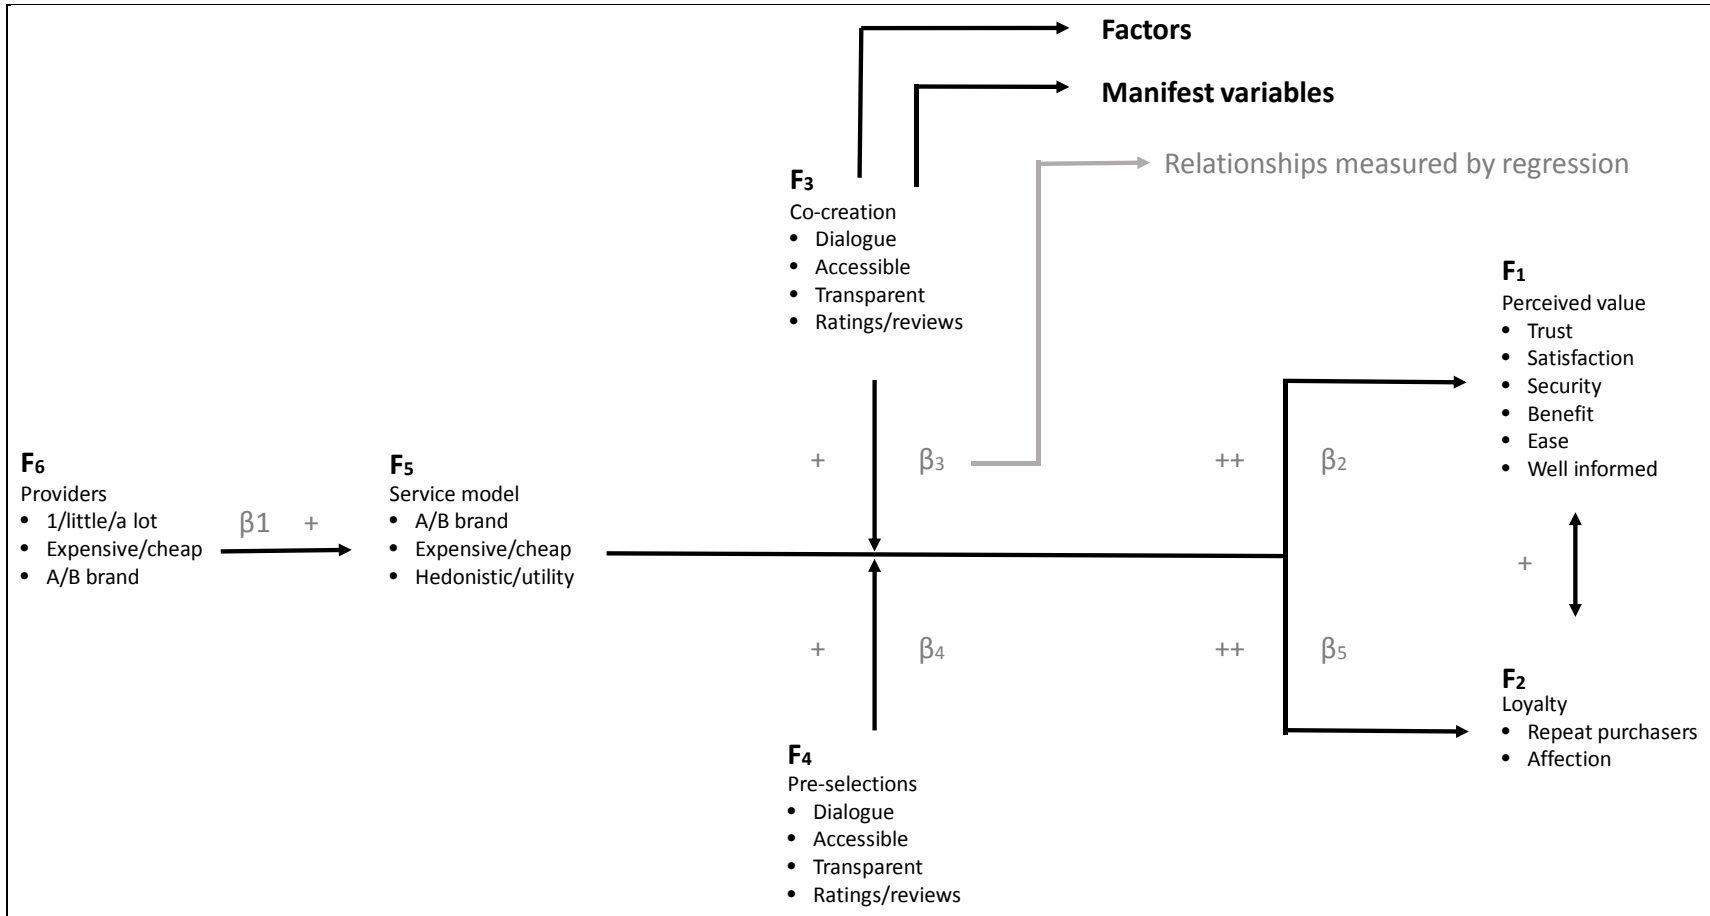 Factors
Manifest variables
Relationships measured by regression
F3
Co-creation
• Dialogue
• Accessible
• Transparent
• Ratings/reviews
F1
Perceived value
• Trust
• Satisfaction
• Security
• Benefit
• Ease
• Well informed
F6
Providers
• 1/little/a lot
• Expensive/cheap
• A/B brand
β1 +
F5
Service model
• A/B brand
• Expensive/cheap
• Hedonistic/utility
+ β3
++ β2
+
+ β4
++ β5
F2
Loyalty
• Repeat purchasers
• Affection
F4
Pre-selections
• Dialogue
• Accessible
• Transparent
• Ratings/reviews